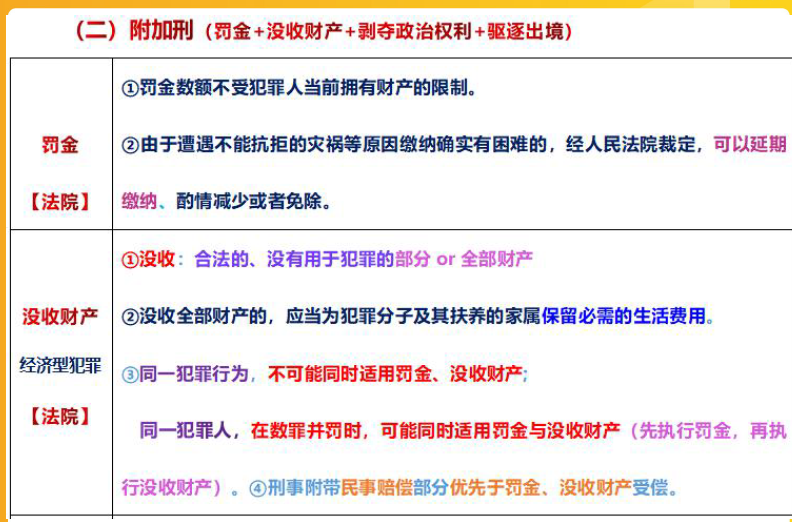 （二）附加刑（罚金+没收财产+剥夺政治权利+驱逐出境）
罚金
【法院】
①罚金数额不受犯罪人当前拥有财产的限制。
②由于遭遇不能抗拒的灾祸等原因缴纳确实有困难的，经人民法院裁定，可以延期
缴纳、酌情减少或者免除。
没收财产
经济型犯罪
【法院】
①没收：合法的、没有用于犯罪的部分 or 全部财产
②没收全部财产的，应当为犯罪分子及其扶养的家属保留必需的生活费用。
③同一犯罪行为，不可能同时适用罚金、没收财产;
同一犯罪人，在数罪并罚时，可能同时适用罚金与没收财产（先执行罚金，再执
行没收财产）。④刑事附带民事赔偿部分优先于罚金、没收财产受偿。